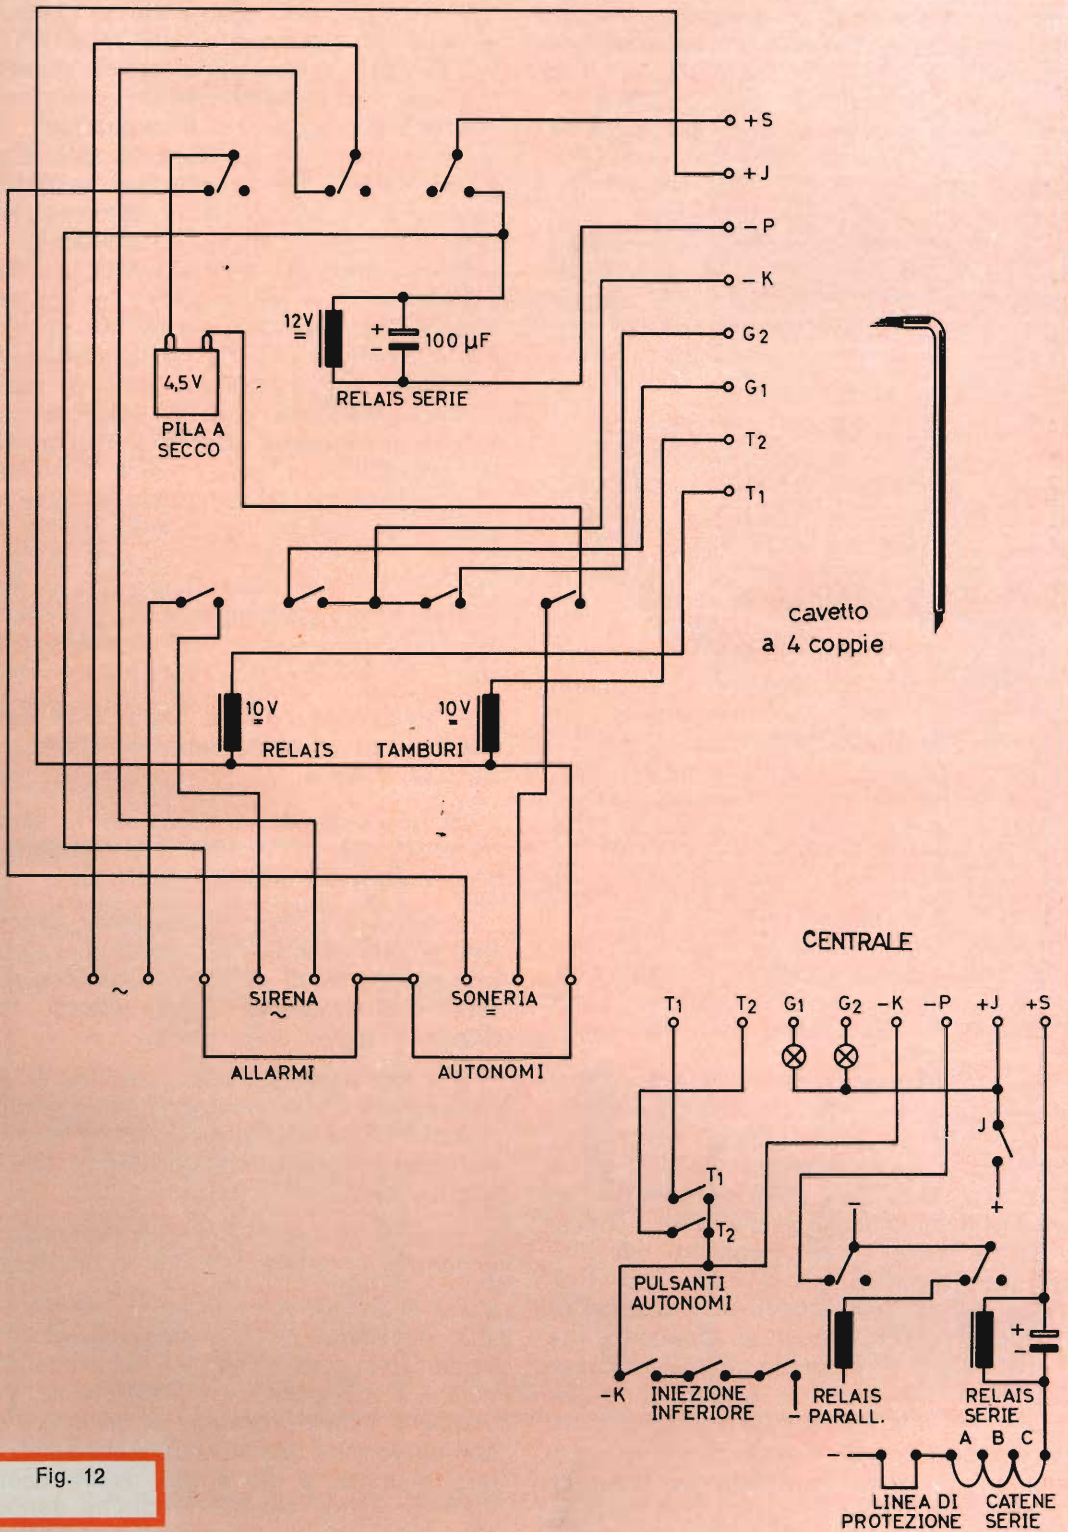 +S
+J
−P
−K
G2
G1
T2
T1
12V
=
+
−
100 µF
RELAIS SERIE
4,5 V
PILA A
SECCO
cavetto
a 4 coppie
10V
=
10V
=
RELAIS TAMBURI
~
SIRENA
~
SONERIA
=
ALLARMI
AUTONOMI
CENTRALE
T1 T2 G1 G2 −K −P +J +S
J
+
T1
T2
−
PULSANTI
AUTONOMI
+
−
−K
INIEZIONE
INFERIORE
−
RELAIS
PARALL.
RELAIS
SERIE
A B C
−
LINEA DI
PROTEZIONE
CATENE
SERIE
Fig. 12